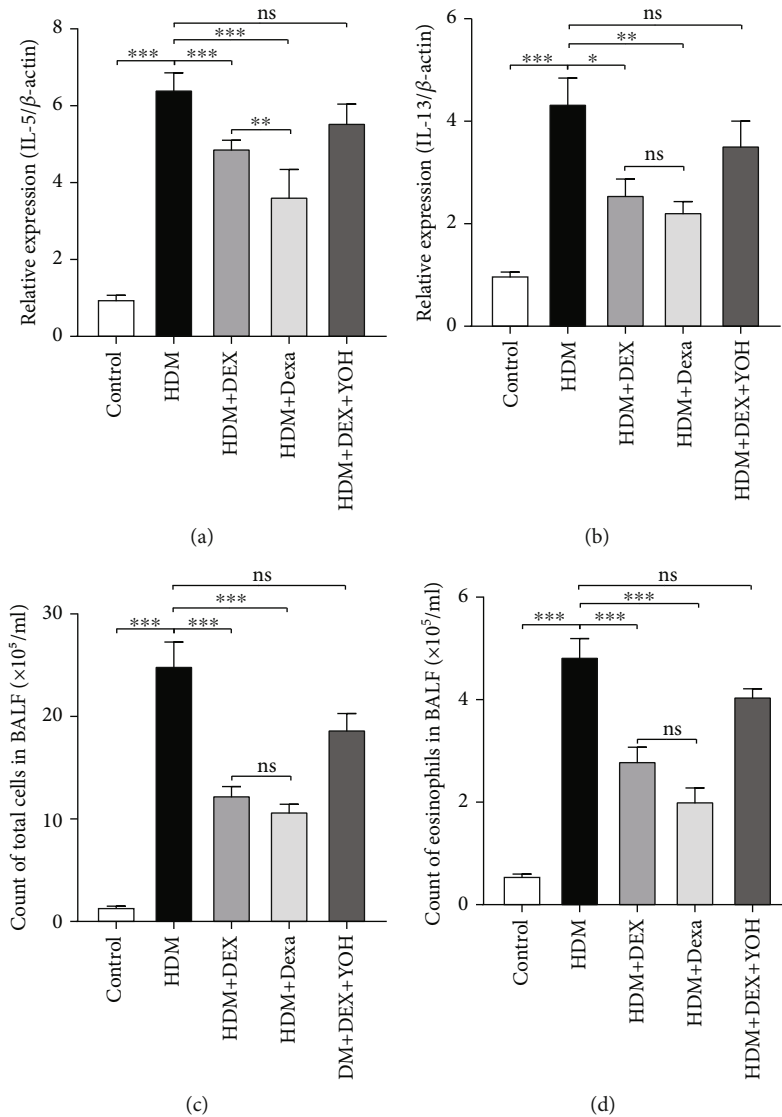 ns
***
*** ***
**
Relative expression (IL-5/β-actin)
8
6
4
2
0
Control
HDM
HDM+DEX
HDM+Dexa
HDM+DEX+YOH
(a)
ns
**
*** *
ns
Relative expression (IL-13/β-actin)
6
4
2
0
Control
HDM
HDM+DEX
HDM+Dexa
HDM+DEX+YOH
(b)
ns
***
*** ***
ns
Count of total cells in BALF (×10⁵/ml)
30
20
10
0
Control
HDM
HDM+DEX
HDM+Dexa
DM+DEX+YOH
(c)
ns
***
*** ***
ns
Count of eosinophils in BALF (×10⁵/ml)
6
4
2
0
Control
HDM
HDM+DEX
HDM+Dexa
HDM+DEX+YOH
(d)